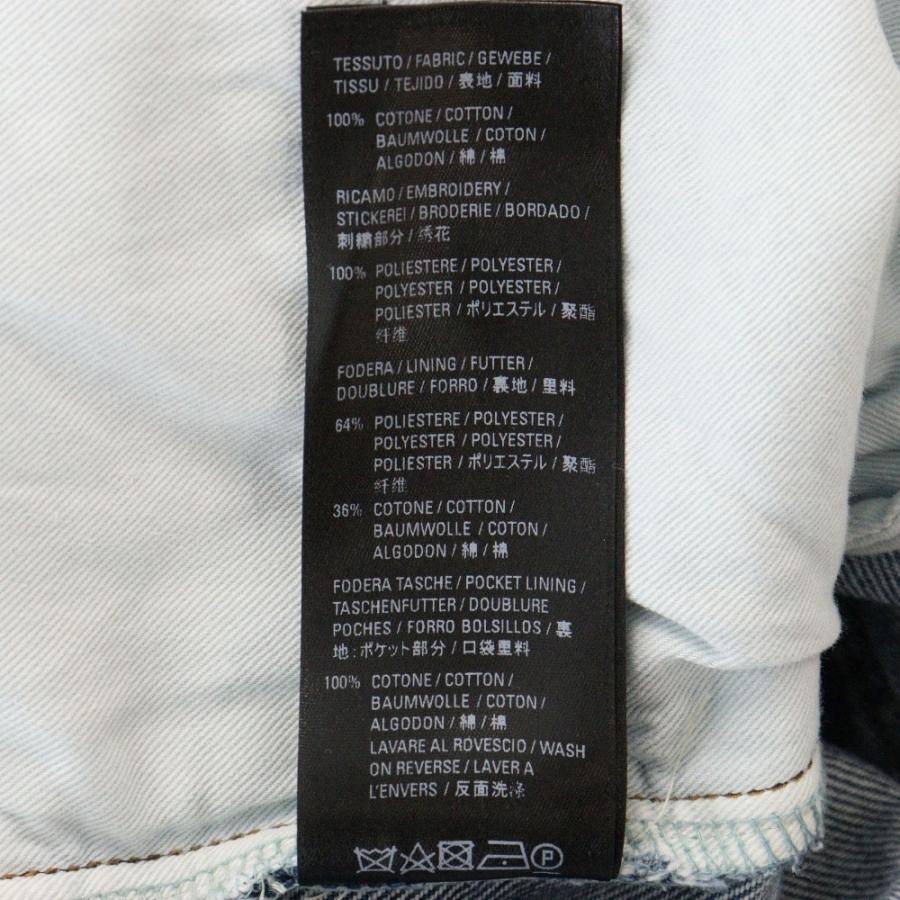 TESSUTO / FABRIC / GEWEBE /
TISSU / TEJIDO / 表地 / 面料
100% COTONE / COTTON /
BAUMWOLLE / COTON /
ALGODON / 綿 / 棉
RICAMO / EMBROIDERY /
STICKEREI / BRODERIE / BORDADO /
刺繍部分 / 绣花
100% POLIESTERE / POLYESTER /
POLYESTER / POLYESTER /
POLIESTER / ポリエステル / 聚酯
纤维
FODERA / LINING / FUTTER /
DOUBLURE / FORRO / 裏地 / 里料
64% POLIESTERE / POLYESTER /
POLYESTER / POLYESTER /
POLIESTER / ポリエステル / 聚酯
纤维
36% COTONE / COTTON /
BAUMWOLLE / COTON /
ALGODON / 綿 / 棉
FODERA TASCHE / POCKET LINING /
TASCHENFUTTER / DOUBLURE
POCHES / FORRO BOLSILLOS / 裏
地:ポケット部分 / 口袋里料
100% COTONE / COTTON /
BAUMWOLLE / COTON /
ALGODON / 綿 / 棉
LAVARE AL ROVESCIO / WASH
ON REVERSE / LAVER A
L'ENVERS / 反面洗涤
P